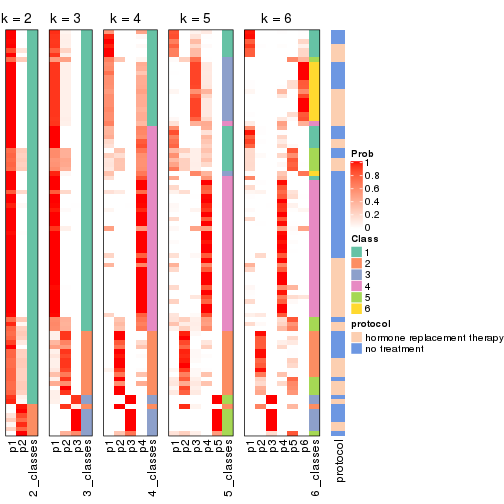 k = 2
k = 3
k = 4
k = 5
k = 6
Prob
1
0.8
0.6
0.4
0.2
0
Class
1
2
3
4
5
6
protocol
hormone replacement therapy
no treatment
p1
p2
2_classes
p1
p2
p3
3_classes
p1
p2
p3
p4
4_classes
p1
p2
p3
p4
p5
5_classes
p1
p2
p3
p4
p5
p6
6_classes
protocol